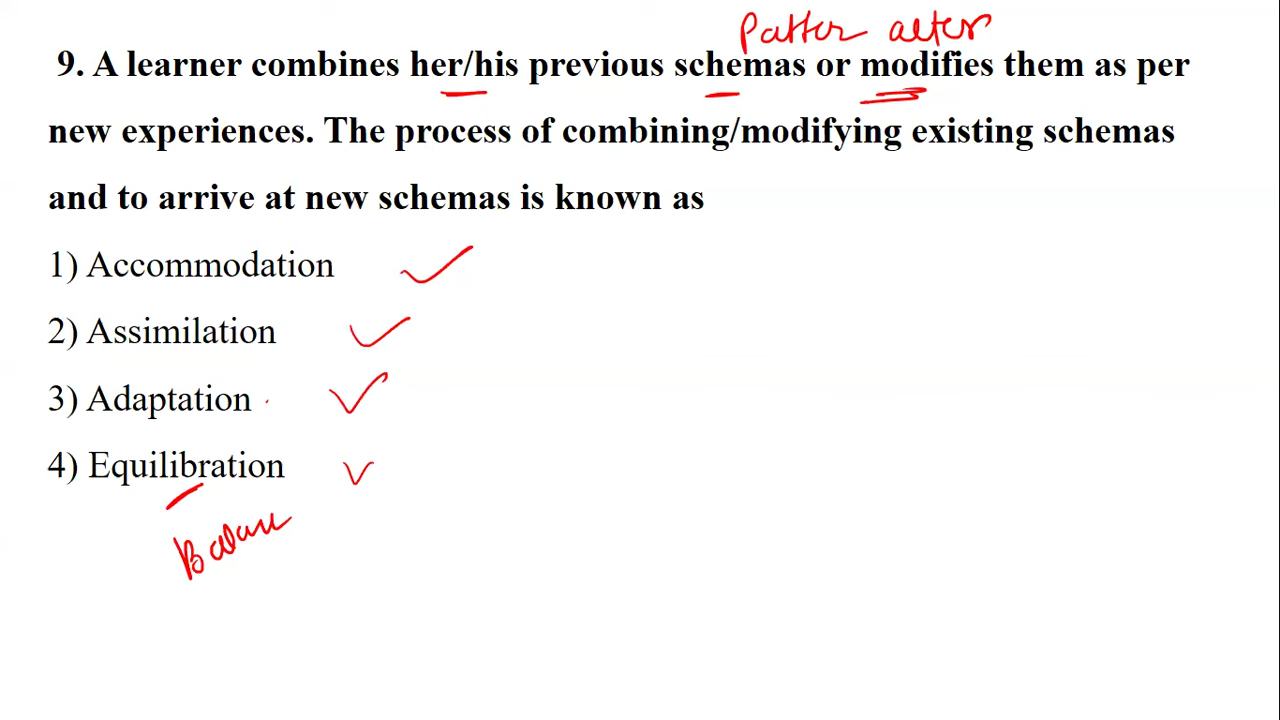 Patter alter
9. A learner combines her/his previous schemas or modifies them as per
new experiences. The process of combining/modifying existing schemas
and to arrive at new schemas is known as
1) Accommodation
2) Assimilation
3) Adaptation
4) Equilibration